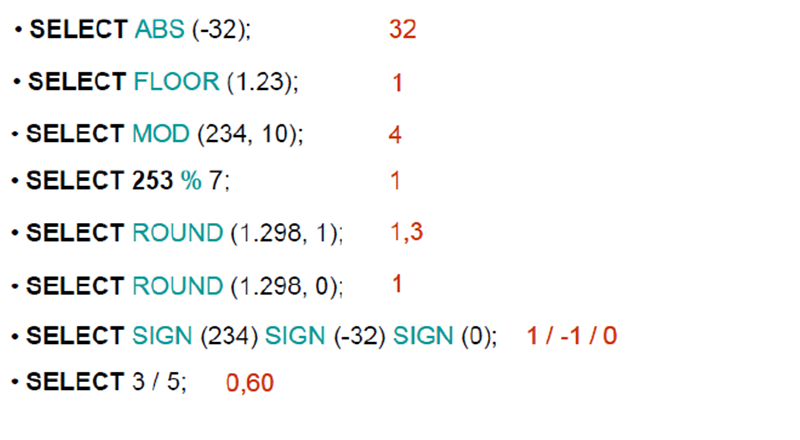 • SELECT ABS (-32); 32
• SELECT FLOOR (1.23); 1
• SELECT MOD (234, 10); 4
• SELECT 253 % 7; 1
• SELECT ROUND (1.298, 1); 1,3
• SELECT ROUND (1.298, 0); 1
• SELECT SIGN (234) SIGN (-32) SIGN (0); 1 / -1 / 0
• SELECT 3 / 5; 0,60